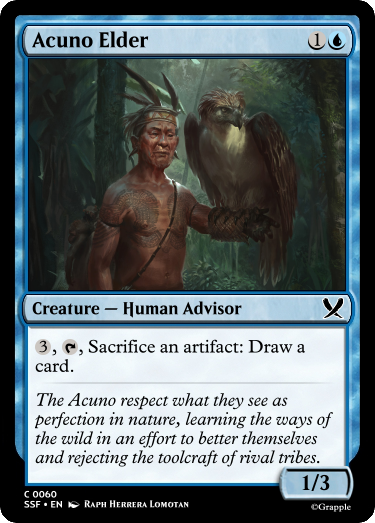 Acuno Elder
1
Creature — Human Advisor
3, , Sacrifice an artifact: Draw a
card.
The Acuno respect what they see as
perfection in nature, learning the ways of
the wild in an effort to better themselves
and rejecting the toolcraft of rival tribes.
1/3
C 0060
SSF • EN Raph Herrera Lomotan
©Grapple